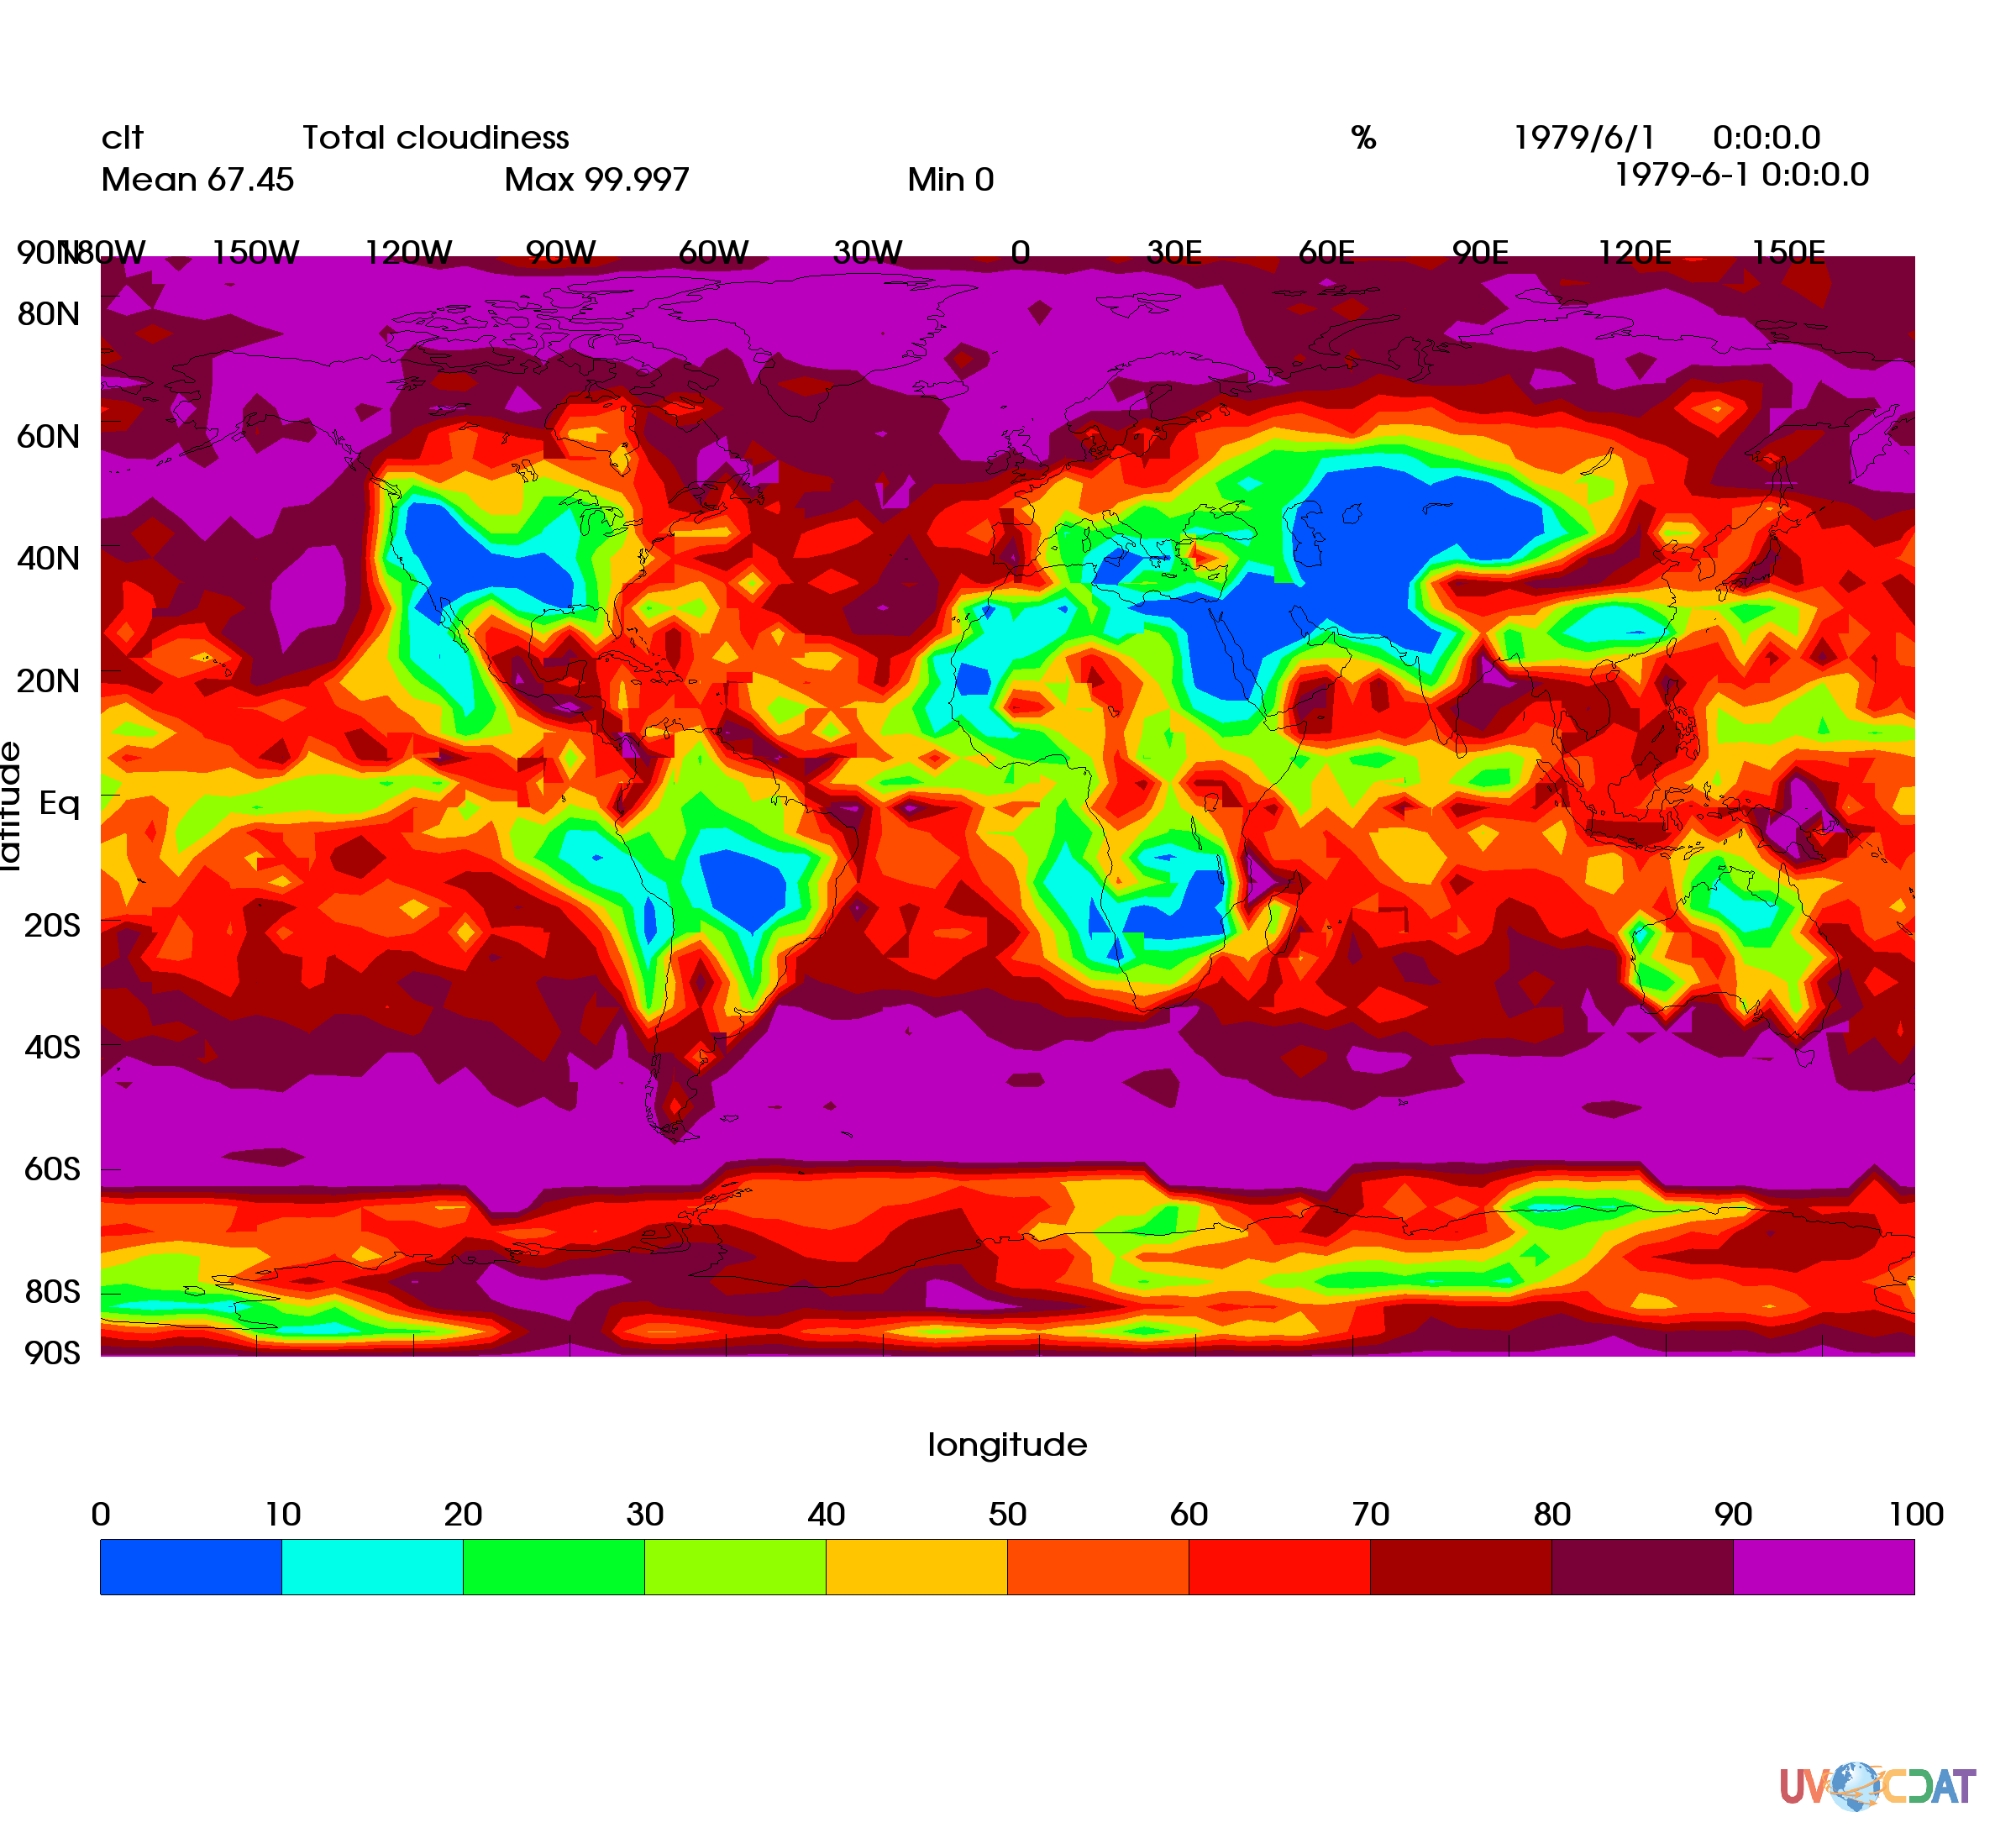 clt Total cloudiness % 1979/6/1 0:0:0.0
Mean 67.45 Max 99.997 Min 0 1979-6-1 0:0:0.0
180W 150W 120W 90W 60W 30W 0 30E 60E 90E 120E 150E
90N
80N
60N
40N
20N
Eq
20S
40S
60S
80S
90S
latitude
longitude
0 10 20 30 40 50 60 70 80 90 100
UV CDAT